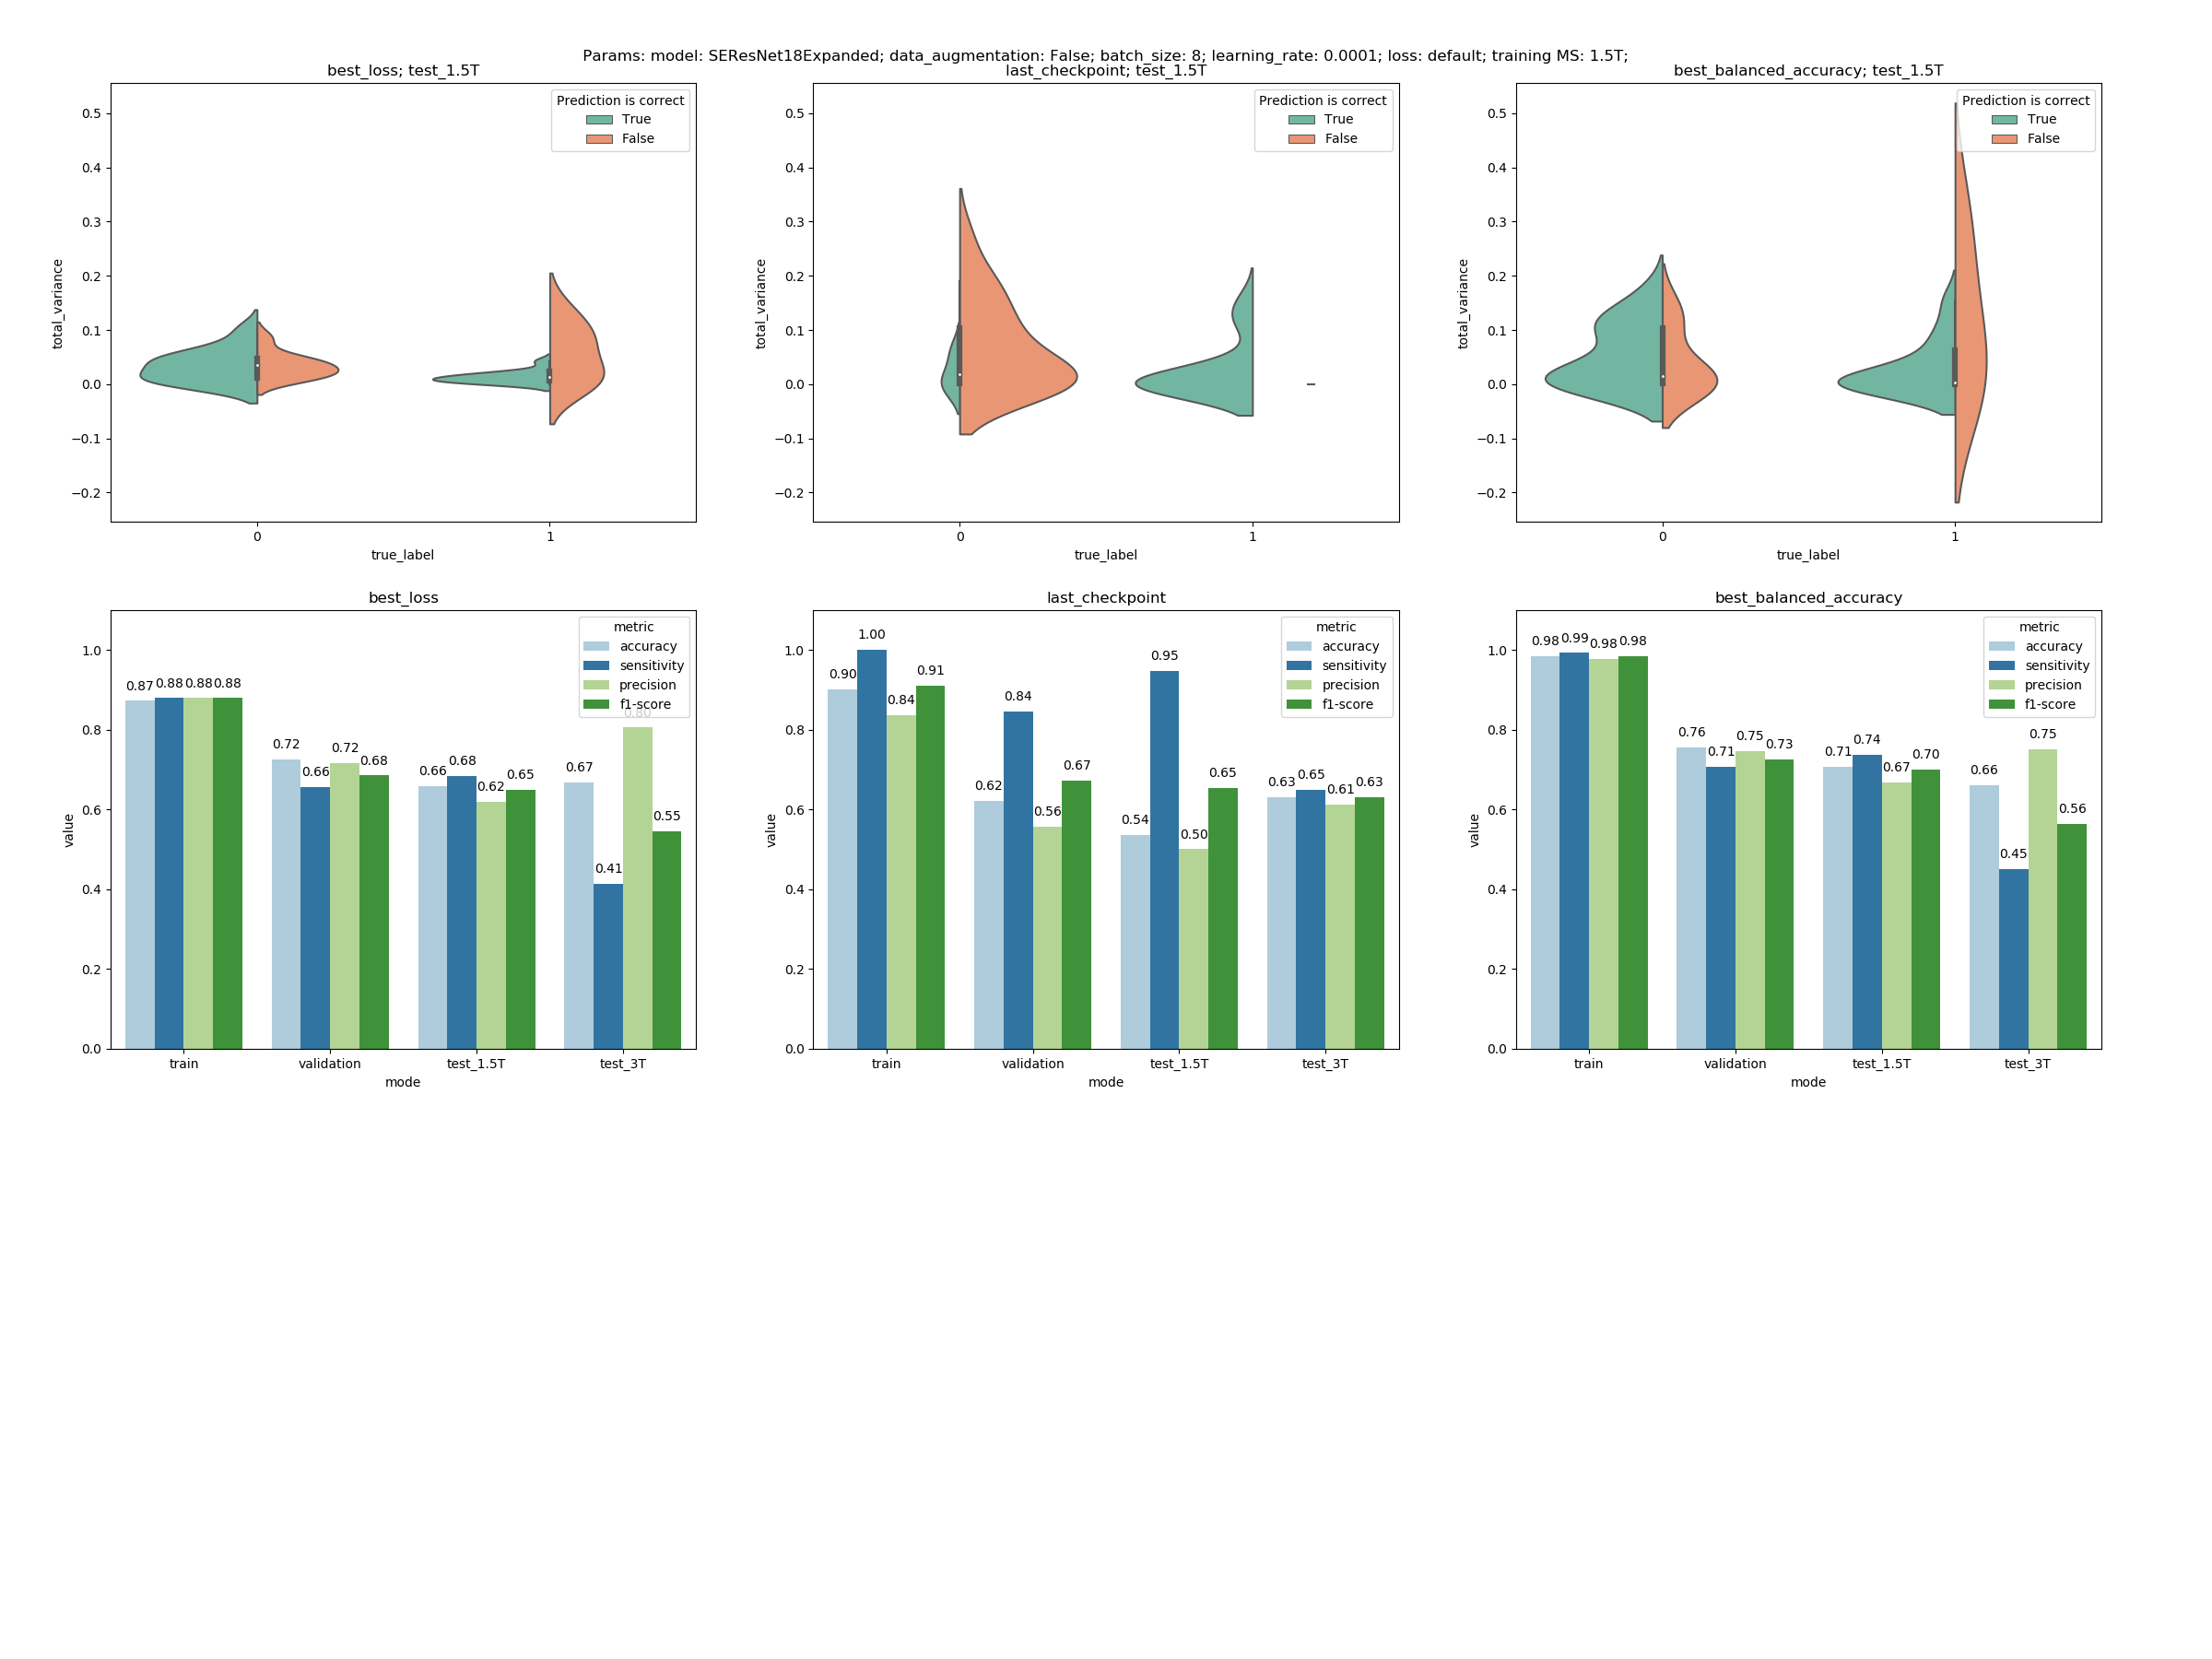 Params: model: SEResNet18Expanded; data_augmentation: False; batch_size: 8; learning_rate: 0.0001; loss: default; training MS: 1.5T;
best_loss; test_1.5T
Prediction is correct
True
False
0.5
0.4
0.3
0.2
0.1
0.0
−0.1
−0.2
total_variance
0 1
true_label
last_checkpoint; test_1.5T
Prediction is correct
True
False
0.5
0.4
0.3
0.2
0.1
0.0
−0.1
−0.2
total_variance
0 1
true_label
best_balanced_accuracy; test_1.5T
Prediction is correct
True
False
0.5
0.4
0.3
0.2
0.1
0.0
−0.1
−0.2
total_variance
0 1
true_label
best_loss
metric
accuracy
sensitivity
precision
f1-score
1.0
0.8
0.6
0.4
0.2
0.0
value
0.87 0.88 0.88 0.88
0.72 0.66 0.72 0.68
0.66 0.68 0.62 0.65
0.67 0.41 0.80 0.55
train validation test_1.5T test_3T
mode
last_checkpoint
metric
accuracy
sensitivity
precision
f1-score
1.0
0.8
0.6
0.4
0.2
0.0
value
0.90 1.00 0.84 0.91
0.62 0.84 0.56 0.67
0.54 0.95 0.50 0.65
0.63 0.65 0.61 0.63
train validation test_1.5T test_3T
mode
best_balanced_accuracy
metric
accuracy
sensitivity
precision
f1-score
1.0
0.8
0.6
0.4
0.2
0.0
value
0.98 0.99 0.98 0.98
0.76 0.71 0.75 0.73
0.71 0.74 0.67 0.70
0.66 0.45 0.75 0.56
train validation test_1.5T test_3T
mode